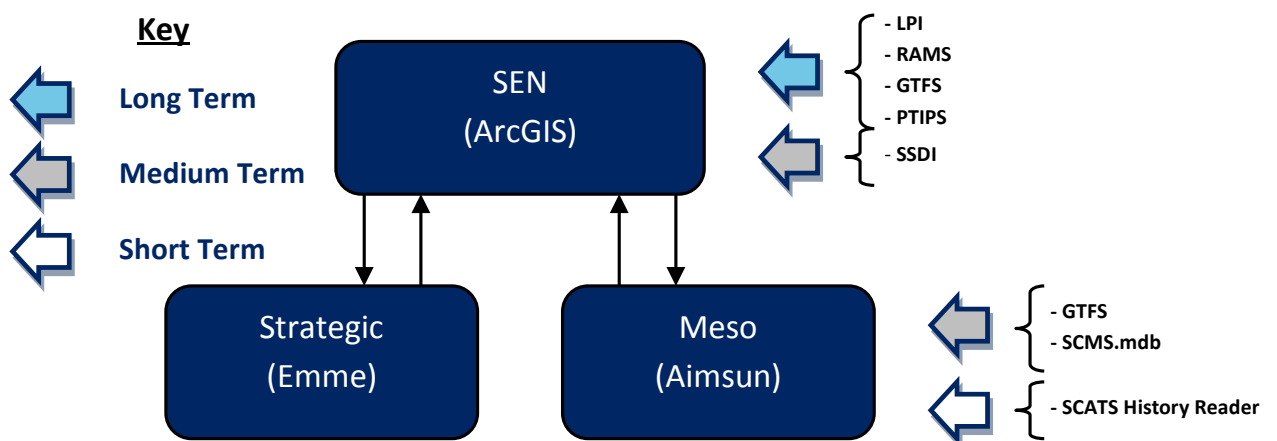 Key
Long Term
Medium Term
Short Term
SEN
(ArcGIS)
- LPI
- RAMS
- GTFS
- PTIPS
- SSDI
Strategic
(Emme)
Meso
(Aimsun)
- GTFS
- SCMS.mdb
- SCATS History Reader